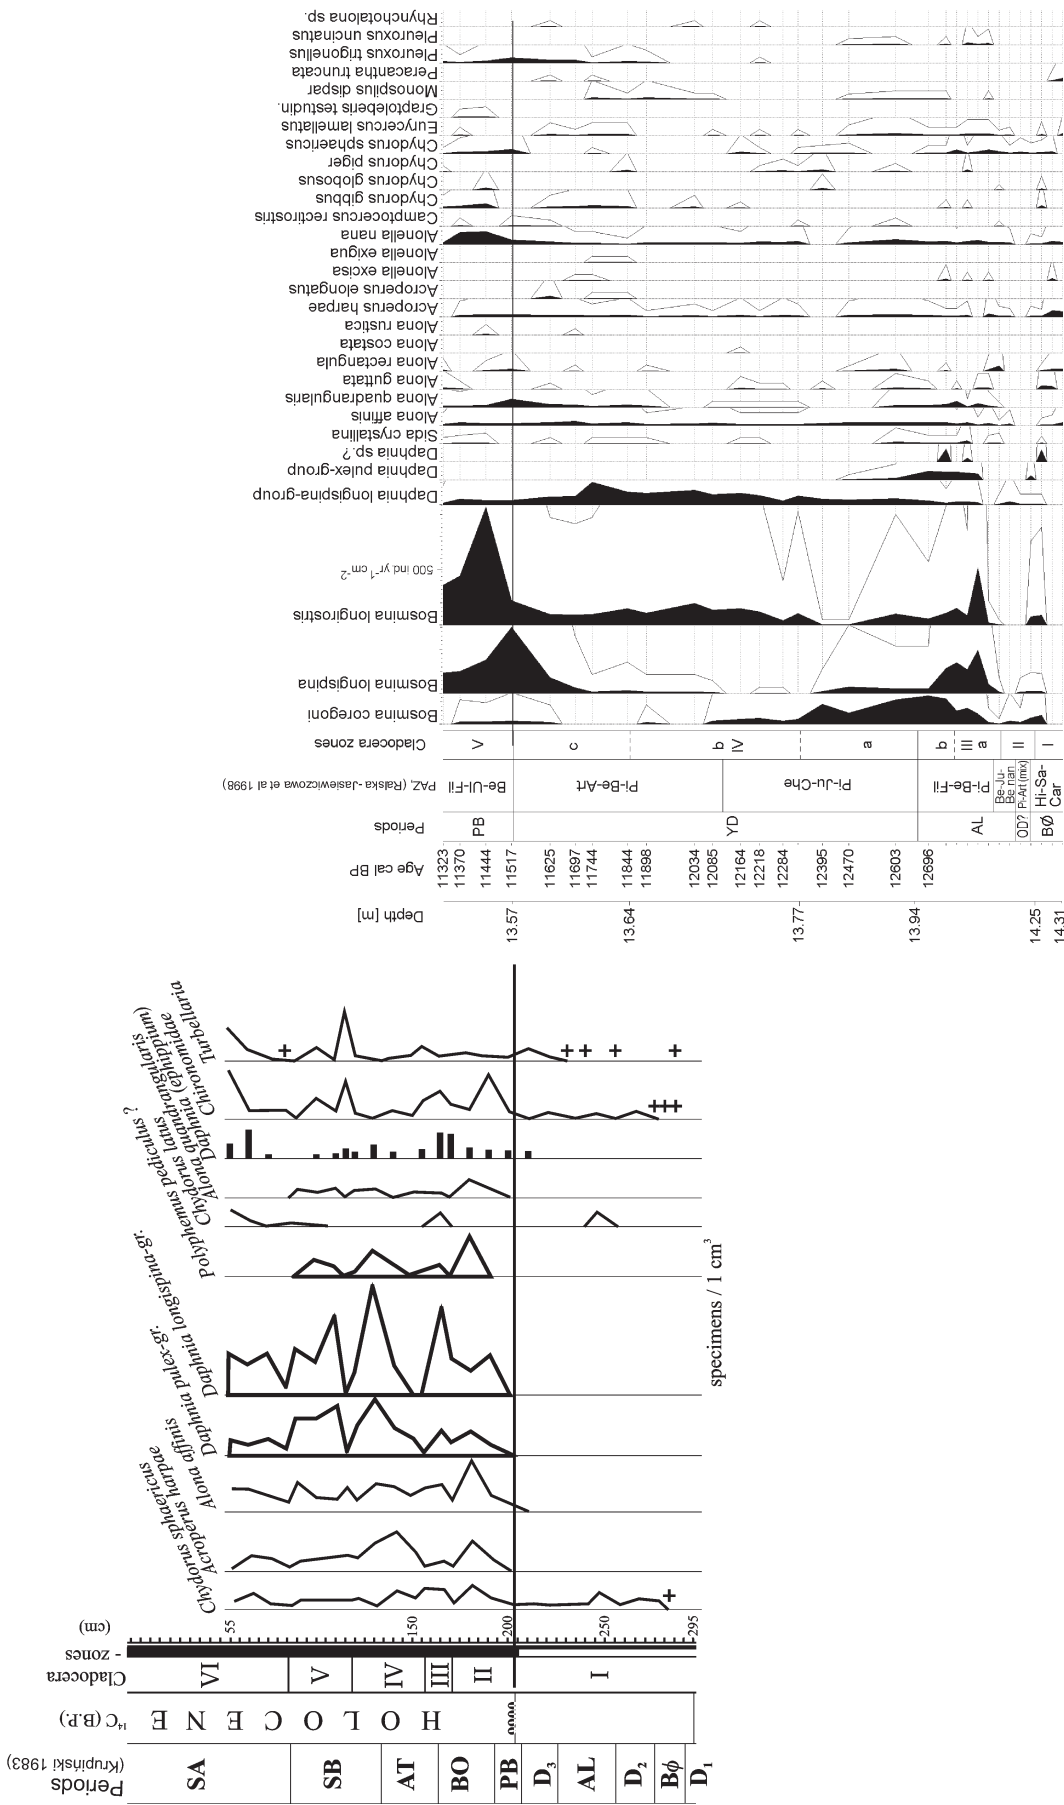 Rhynchotalona sp.
Pleuroxus uncinatus
Pleuroxus trigonellus
Peracantha truncata
Monospilus dispar
Graptoleberis testudin.
Eurycercus lamellatus
Chydorus sphaericus
Chydorus piger
Chydorus globosus
Chydorus gibbus
Camptocercus rectirostris
Alonella nana
Alonella exigua
Alonella excisa
Acroperus elongatus
Acroperus harpae
Alona rustica
Alona costata
Alona rectangula
Alona guttata
Alona quadrangularis
Alona affinis
Sida crystallina
Daphnia sp.?
Daphnia pulex-group
Daphnia longispina-group
500 ind. yr⁻¹ cm⁻²
Bosmina longirostris
Bosmina longispina
Bosmina coregoni
Cladocera zones
V
c
b
IV
a
b
III
a
II
I
PAZ, (Ralska-Jasiewiczowa et al 1998)
Be-Ul-Fil
Pi-Be-Art
Pi-Ju-Che
Pi-Be-Fil
Be-Ju-
Be nan
Pi-Art (mix)
Hi-Sa-
Car
Periods
PB
YD
AL
OD?
BØ
Age cal BP
11323
11370
11444
11517
11625
11697
11744
11844
11898
12034
12085
12164
12218
12284
12395
12470
12603
12696
Depth [m]
13.57
13.64
13.77
13.94
14.25
14.31
Turbellaria
Chironomidae
Daphnia (ephippium)
Alona quandrangularis
Chydorus latus
Polyphemus pediculus ?
Daphnia longispina-gr.
Daphnia pulex-gr.
Alona affinis
Acroperus harpae
Chydorus sphaericus
+ + + + +
+++
+
specimens / 1 cm³
(cm)
55
150
200
250
295
Cladocera
- zones
VI
V
IV
III
II
I
¹⁴C (B.P.)
HOLOCENE
Periods
(Krupiński 1983)
SA
SB
AT
BO
PB
D₃
AL
D₂
Bϕ
D₁